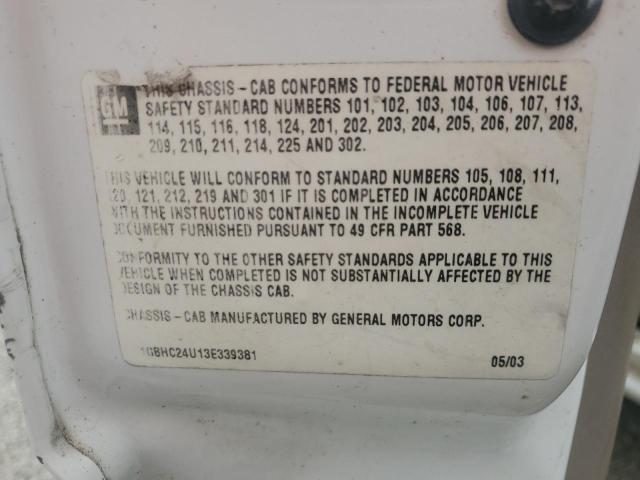 GM
THIS CHASSIS-CAB CONFORMS TO FEDERAL MOTOR VEHICLE
SAFETY STANDARD NUMBERS 101, 102, 103, 104, 106, 107, 113,
114, 115, 116, 118, 124, 201, 202, 203, 204, 205, 206, 207, 208,
209, 210, 211, 214, 225 AND 302.
THIS VEHICLE WILL CONFORM TO STANDARD NUMBERS 105, 108, 111,
120, 121, 212, 219 AND 301 IF IT IS COMPLETED IN ACCORDANCE
WITH THE INSTRUCTIONS CONTAINED IN THE INCOMPLETE VEHICLE
DOCUMENT FURNISHED PURSUANT TO 49 CFR PART 568.
CONFORMITY TO THE OTHER SAFETY STANDARDS APPLICABLE TO THIS
VEHICLE WHEN COMPLETED IS NOT SUBSTANTIALLY AFFECTED BY THE
DESIGN OF THE CHASSIS CAB.
CHASSIS-CAB MANUFACTURED BY GENERAL MOTORS CORP.
1GBHC24U13E339381 05/03